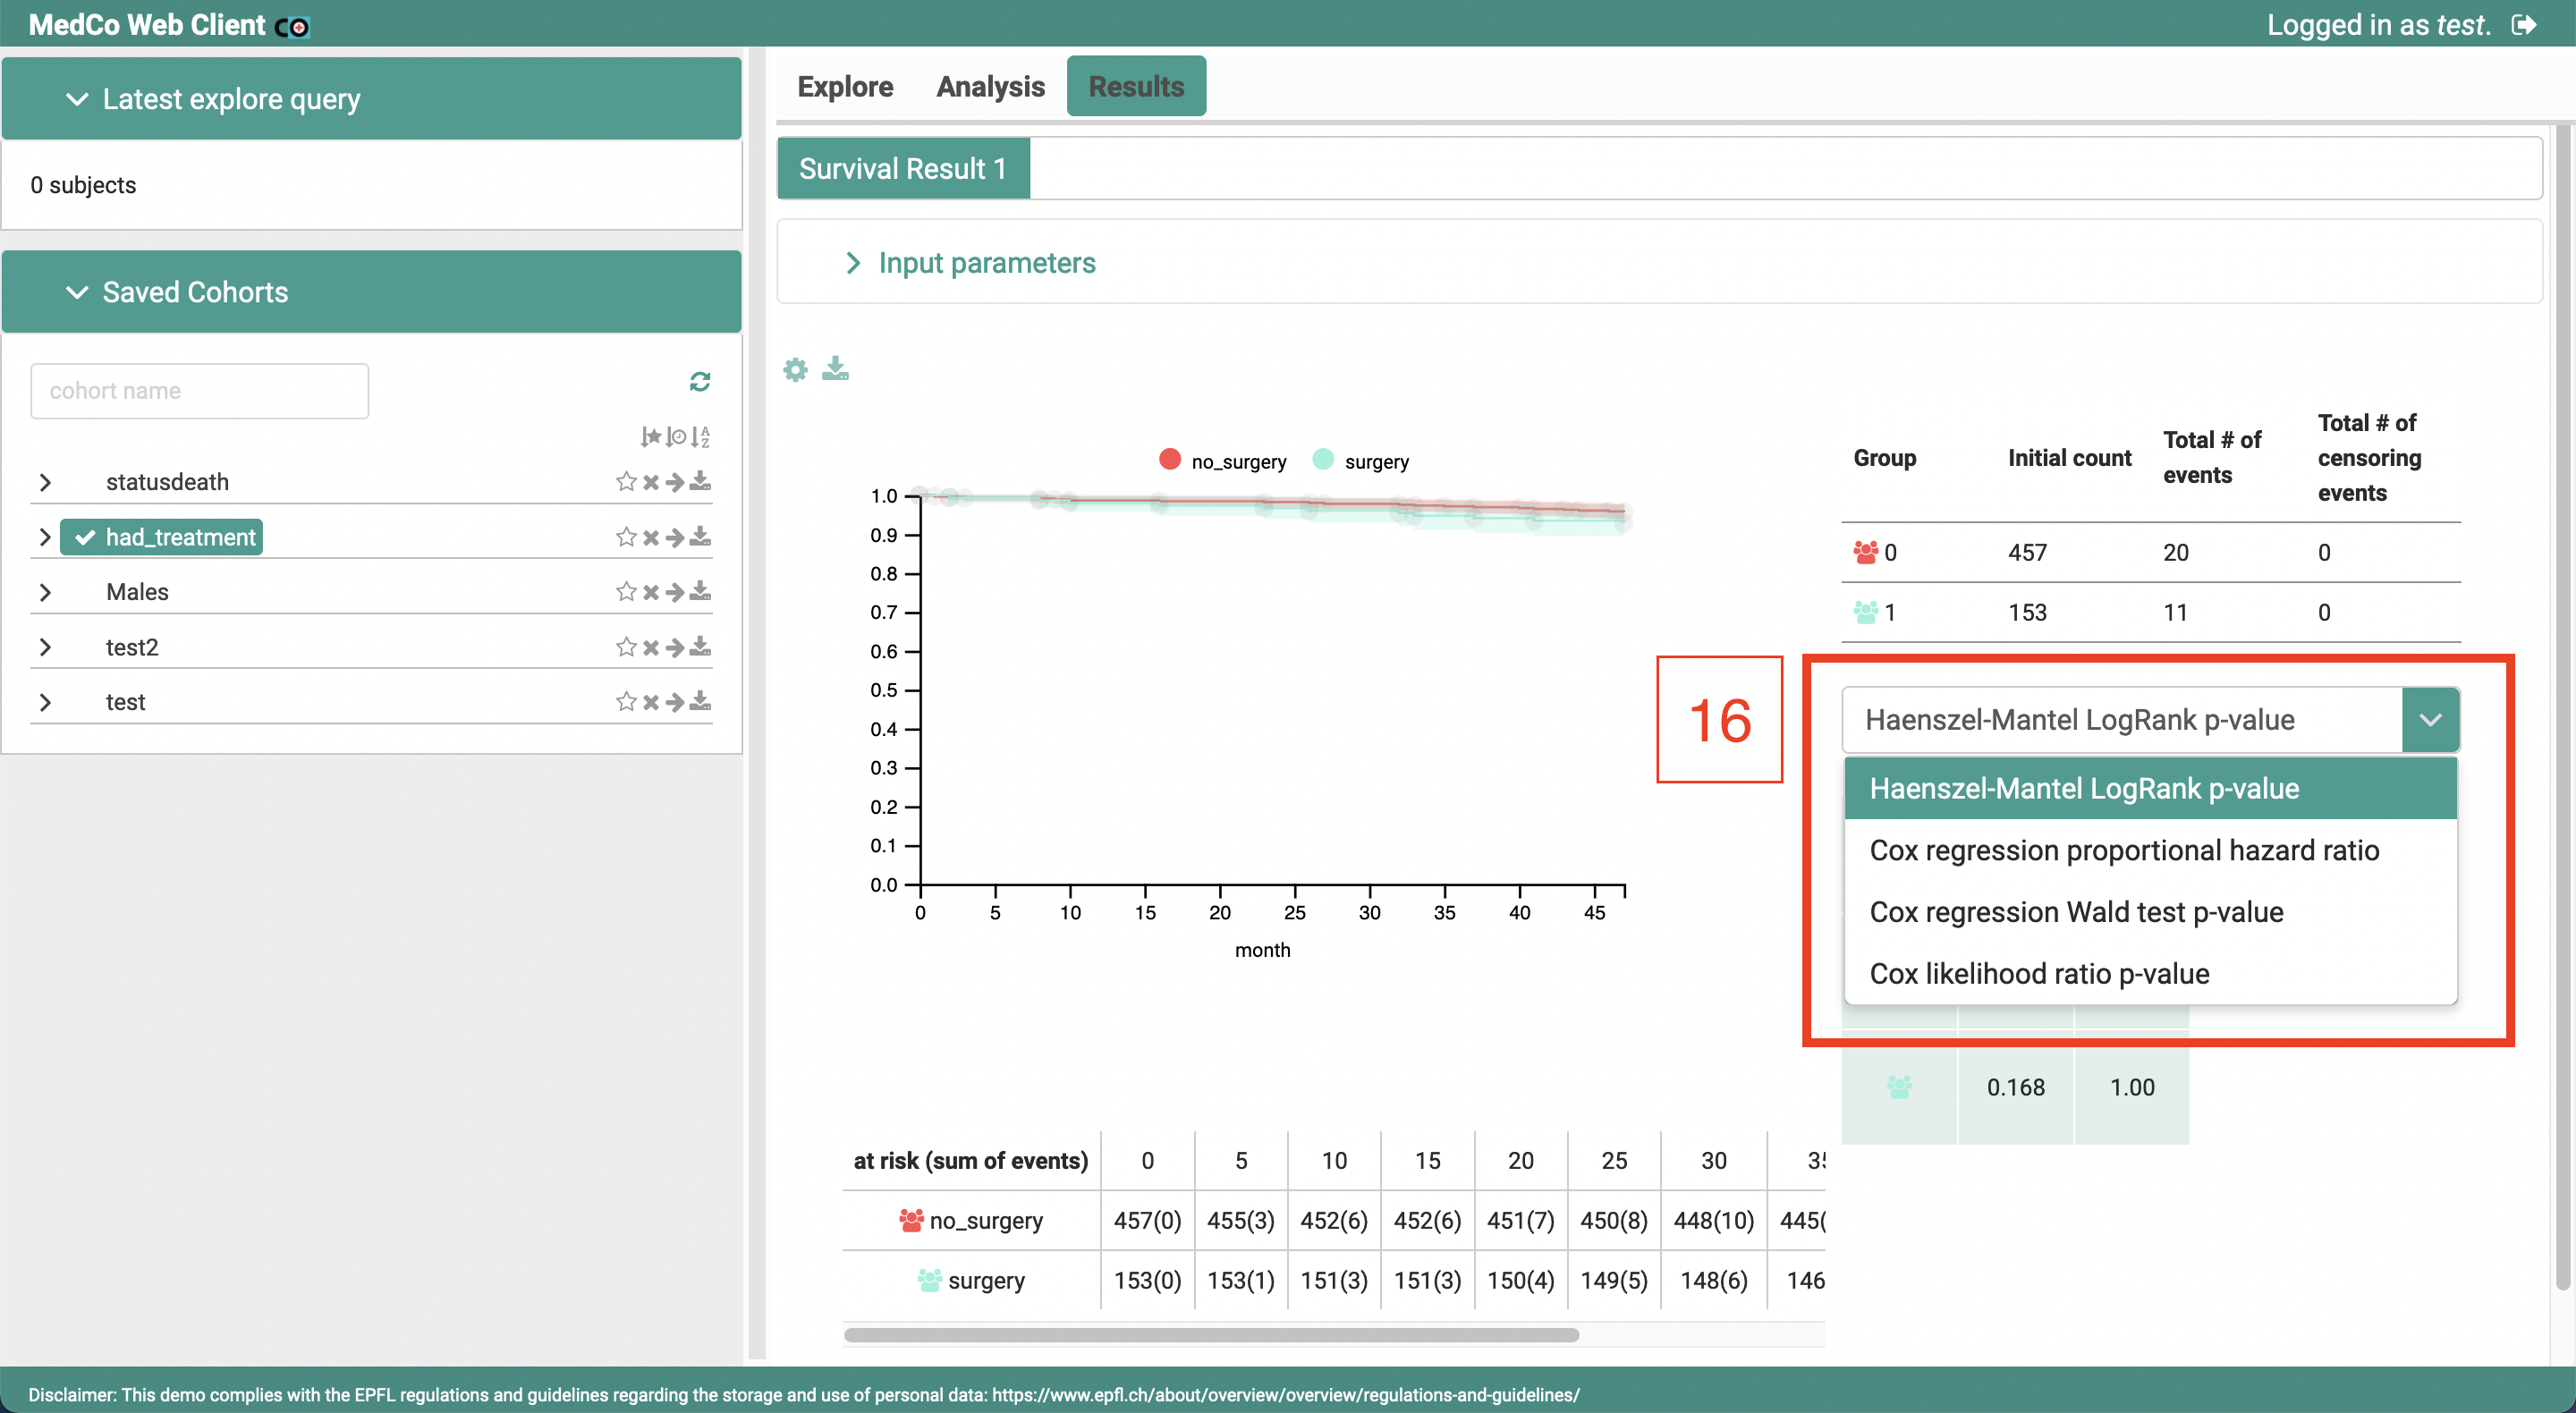 MedCo Web Client
Logged in as test.
Latest explore query
0 subjects
Saved Cohorts
cohort name
statusdeath
had_treatment
Males
test2
test
Explore Analysis Results
Survival Result 1
Input parameters
no_surgery surgery
1.0
0.9
0.8
0.7
0.6
0.5
0.4
0.3
0.2
0.1
0.0
0 5 10 15 20 25 30 35 40 45
month
Group Initial count Total # of events Total # of censoring events
0 457 20 0
1 153 11 0
16
Haenszel-Mantel LogRank p-value
Haenszel-Mantel LogRank p-value
Cox regression proportional hazard ratio
Cox regression Wald test p-value
Cox likelihood ratio p-value
0.168 1.00
at risk (sum of events) 0 5 10 15 20 25 30
no_surgery 457(0) 455(3) 452(6) 452(6) 451(7) 450(8) 448(10) 445(
surgery 153(0) 153(1) 151(3) 151(3) 150(4) 149(5) 148(6) 146
Disclaimer: This demo complies with the EPFL regulations and guidelines regarding the storage and use of personal data: https://www.epfl.ch/about/overview/overview/regulations-and-guidelines/